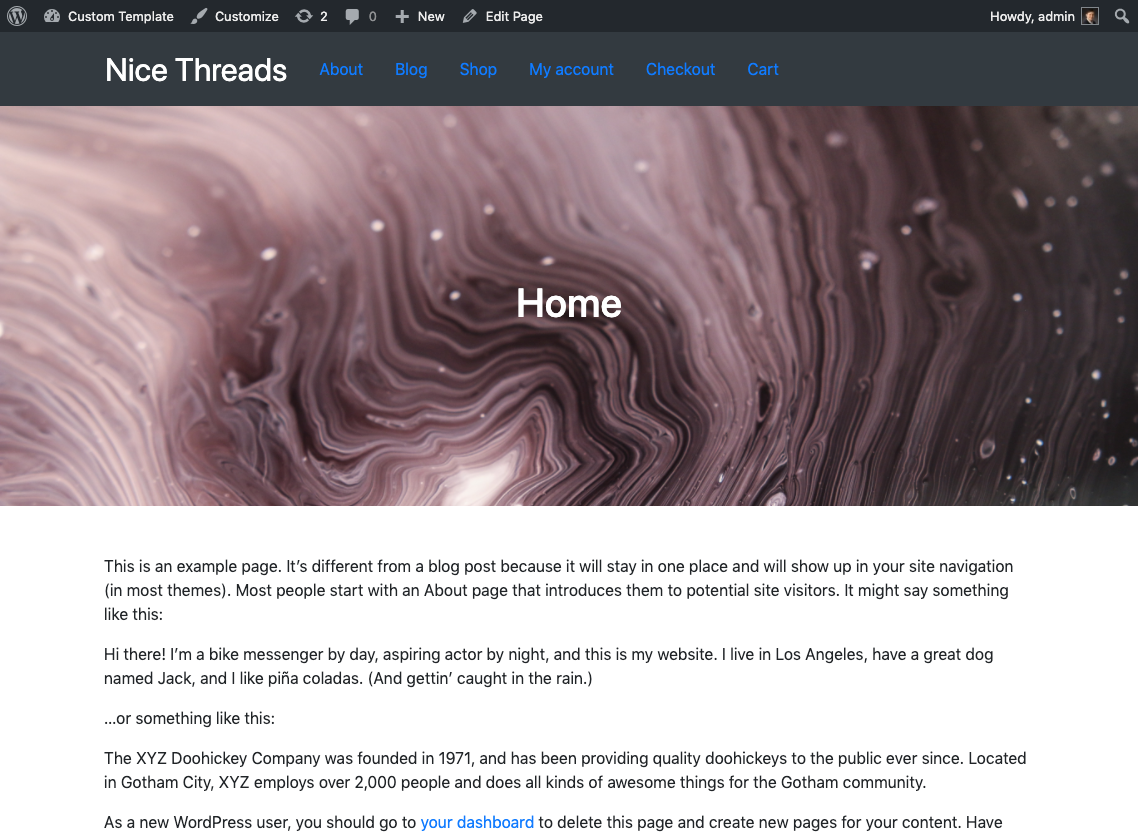 Custom Template Customize 2 0 New Edit Page Howdy, admin
Nice Threads About Blog Shop My account Checkout Cart
Home
This is an example page. It’s different from a blog post because it will stay in one place and will show up in your site navigation
(in most themes). Most people start with an About page that introduces them to potential site visitors. It might say something
like this:
Hi there! I’m a bike messenger by day, aspiring actor by night, and this is my website. I live in Los Angeles, have a great dog
named Jack, and I like piña coladas. (And gettin’ caught in the rain.)
…or something like this:
The XYZ Doohickey Company was founded in 1971, and has been providing quality doohickeys to the public ever since. Located
in Gotham City, XYZ employs over 2,000 people and does all kinds of awesome things for the Gotham community.
As a new WordPress user, you should go to your dashboard to delete this page and create new pages for your content. Have